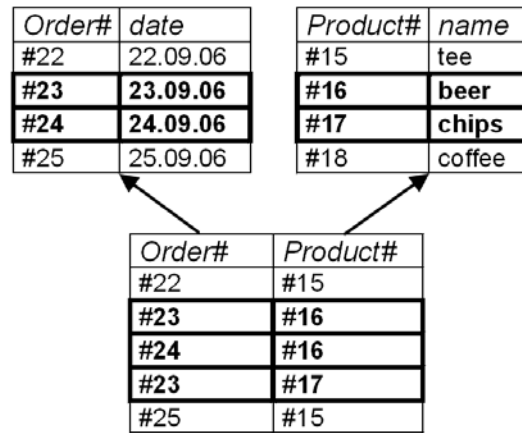 Order# date
#22 22.09.06
#23 23.09.06
#24 24.09.06
#25 25.09.06
Product# name
#15 tee
#16 beer
#17 chips
#18 coffee
Order# Product#
#22 #15
#23 #16
#24 #16
#23 #17
#25 #15